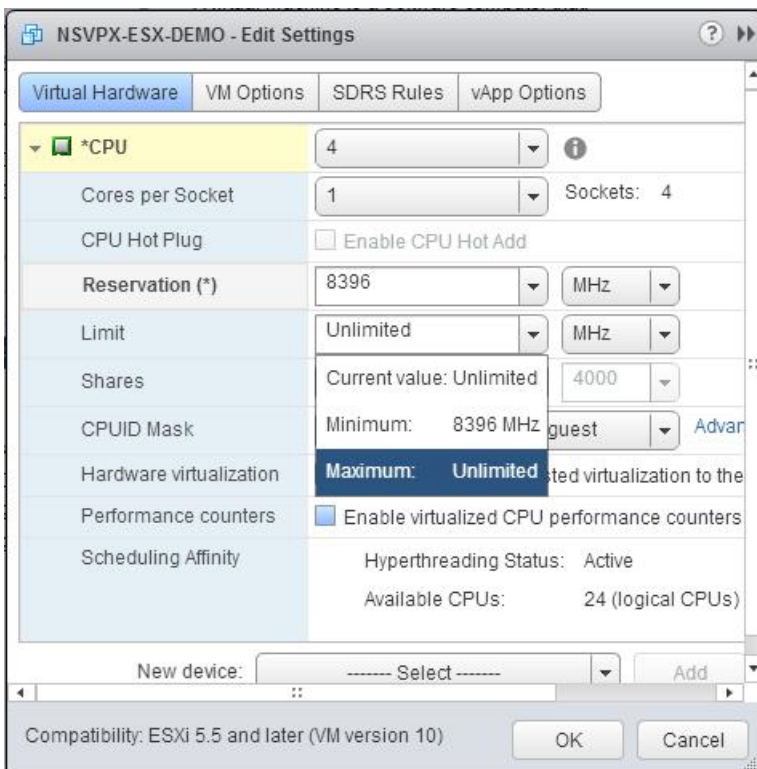 NSVPX-ESX-DEMO - Edit Settings ?
Virtual Hardware VM Options SDRS Rules vApp Options
*CPU 4
Cores per Socket 1 Sockets: 4
CPU Hot Plug Enable CPU Hot Add
Reservation (*) 8396 MHz
Limit Unlimited MHz
Current value: Unlimited
Shares 4000
Minimum: 8396 MHz
CPUID Mask guest Advan
Maximum: Unlimited
Hardware virtualization sted virtualization to the
Performance counters Enable virtualized CPU performance counters
Scheduling Affinity Hyperthreading Status: Active
Available CPUs: 24 (logical CPUs)
New device: ------- Select ------- Add
Compatibility: ESXi 5.5 and later (VM version 10) OK Cancel